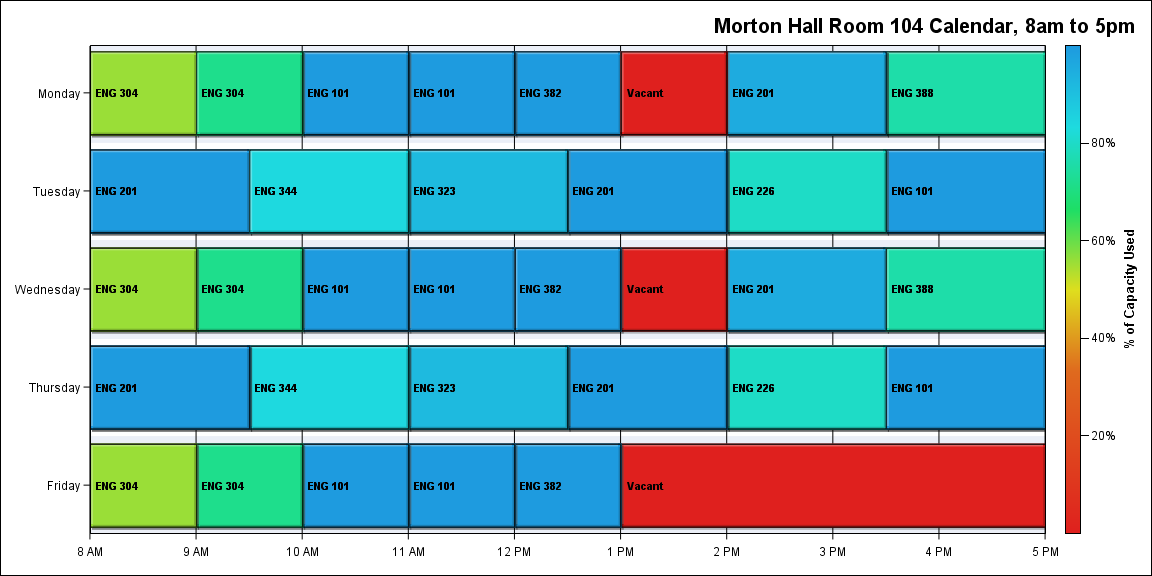 Morton Hall Room 104 Calendar, 8am to 5pm
Monday
ENG 304
ENG 304
ENG 101
ENG 101
ENG 382
Vacant
ENG 201
ENG 388
Tuesday
ENG 201
ENG 344
ENG 323
ENG 201
ENG 226
ENG 101
Wednesday
ENG 304
ENG 304
ENG 101
ENG 101
ENG 382
Vacant
ENG 201
ENG 388
Thursday
ENG 201
ENG 344
ENG 323
ENG 201
ENG 226
ENG 101
Friday
ENG 304
ENG 304
ENG 101
ENG 101
ENG 382
Vacant
8 AM
9 AM
10 AM
11 AM
12 PM
1 PM
2 PM
3 PM
4 PM
5 PM
80%
60%
40%
20%
% of Capacity Used